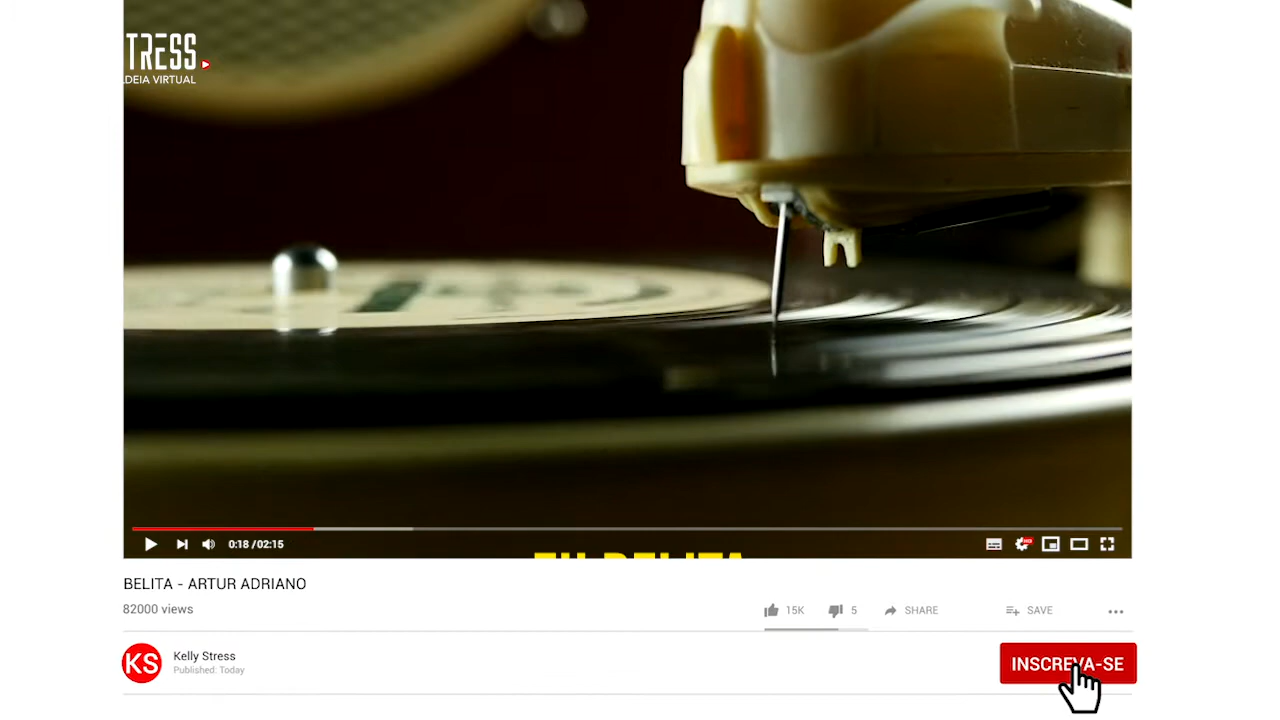 TRESS
LDEIA VIRTUAL
0:18 /02:15
BELITA - ARTUR ADRIANO
82000 views
15K
5
SHARE
SAVE
KS
Kelly Stress
Published: Today
INSCREVA-SE